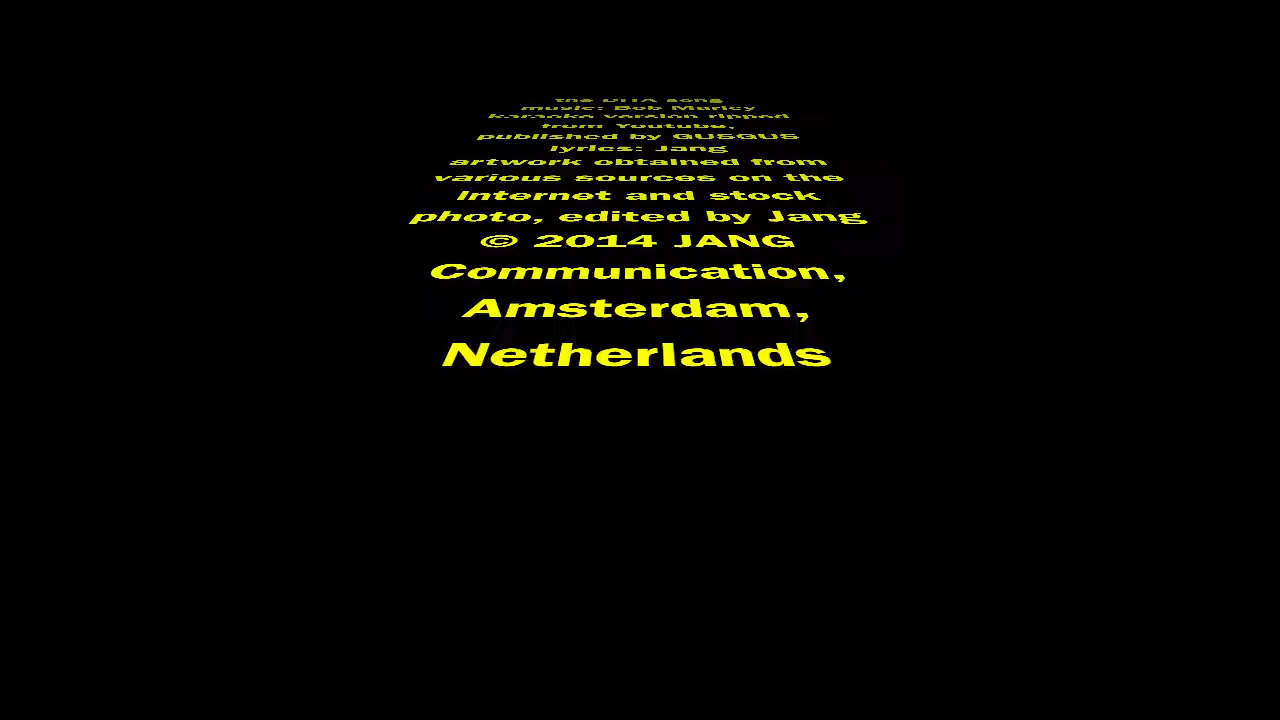 the DHA song
music: Bob Marley
karaoke version ripped
from Youtube,
published by GUSGUS
lyrics: Jang
artwork obtained from
various sources on the
Internet and stock
photo, edited by Jang
© 2014 JANG
Communication,
Amsterdam,
Netherlands